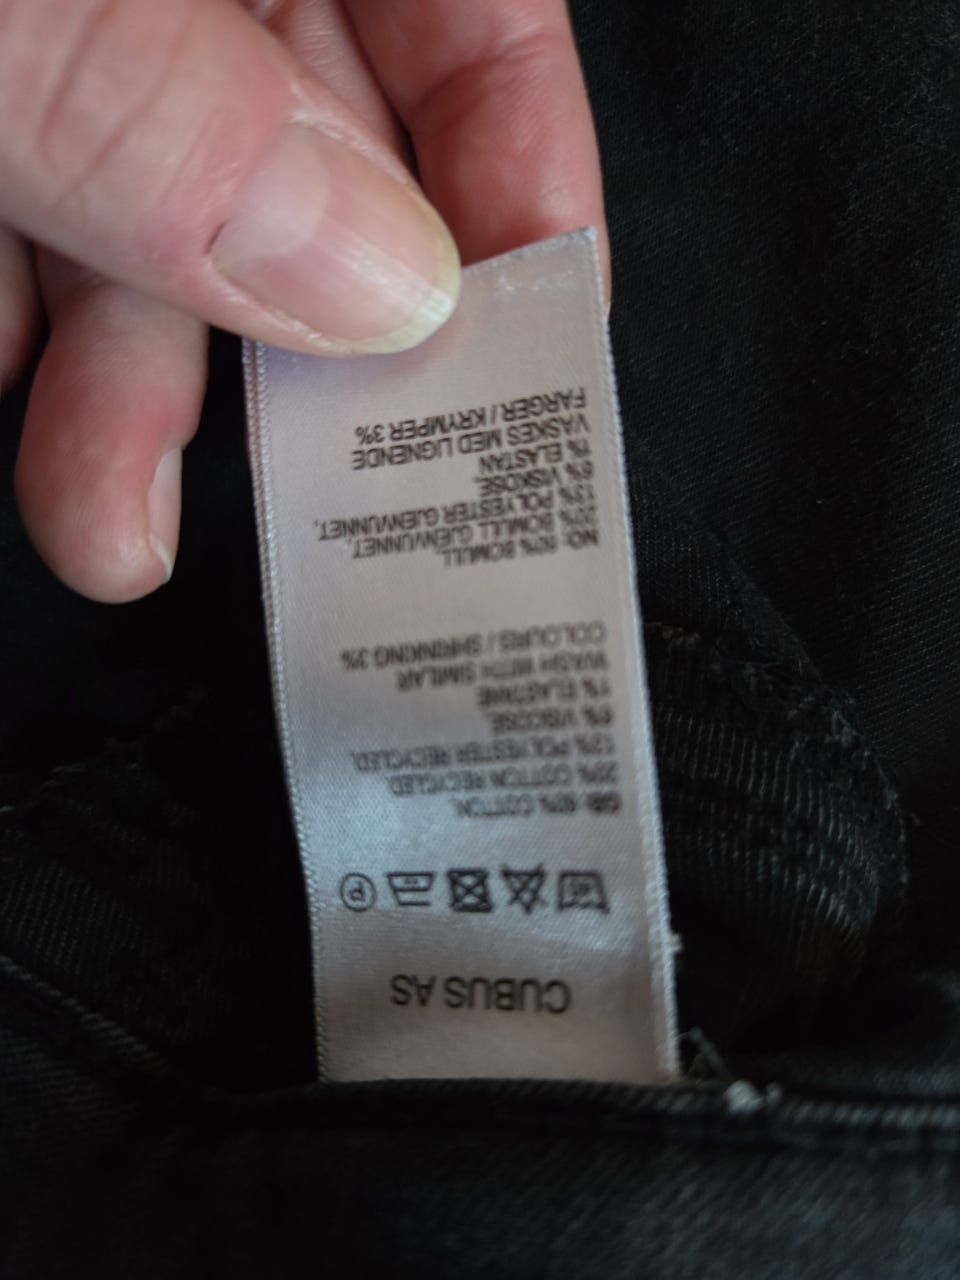 CUBUS AS
P
GB: 60% COTTON,
20% COTTON RECYCLED,
13% POLYESTER RECYCLED,
6% VISCOSE,
1% ELASTANE
WASH WITH SIMILAR
COLOURS / SHRINKING 3%
NO: 60% BOMULL,
20% BOMULL GJENVUNNET,
13% POLYESTER GJENVUNNET,
6% VISKOSE,
1% ELASTAN
VASKES MED LIGNENDE
FARGER / KRYMPER 3%